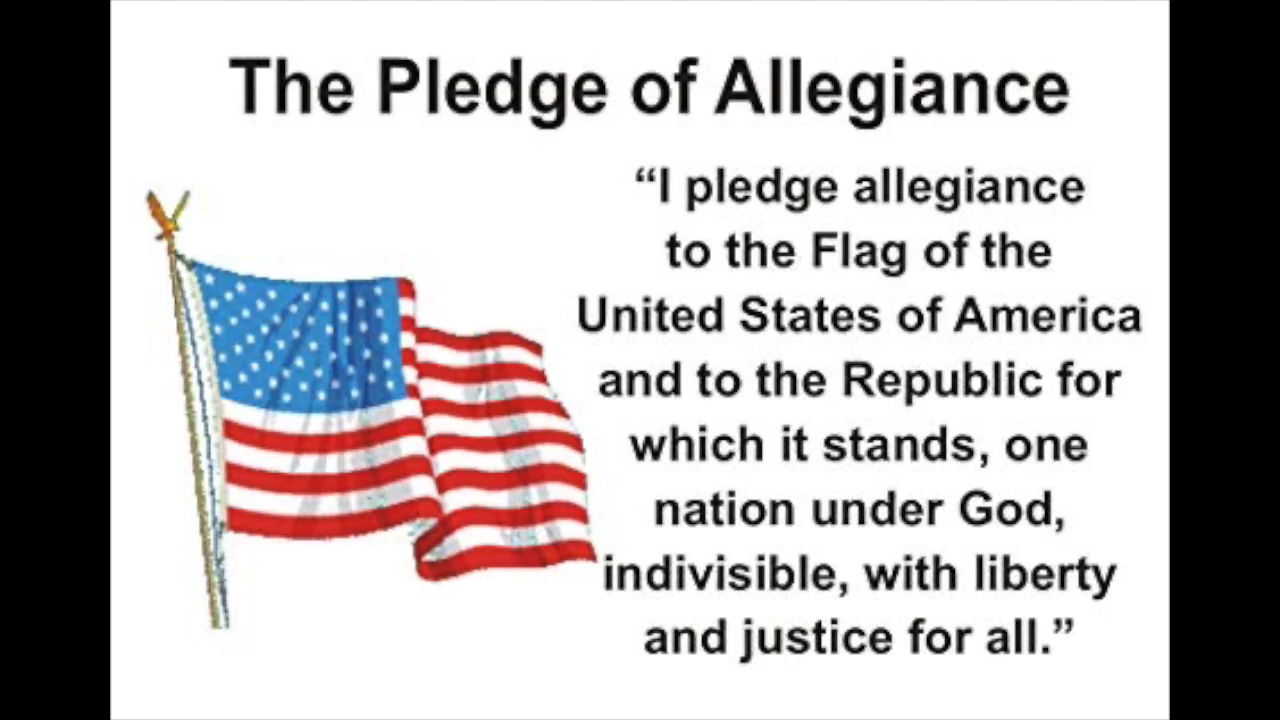 The Pledge of Allegiance
“I pledge allegiance
to the Flag of the
United States of America
and to the Republic for
which it stands, one
nation under God,
indivisible, with liberty
and justice for all.”